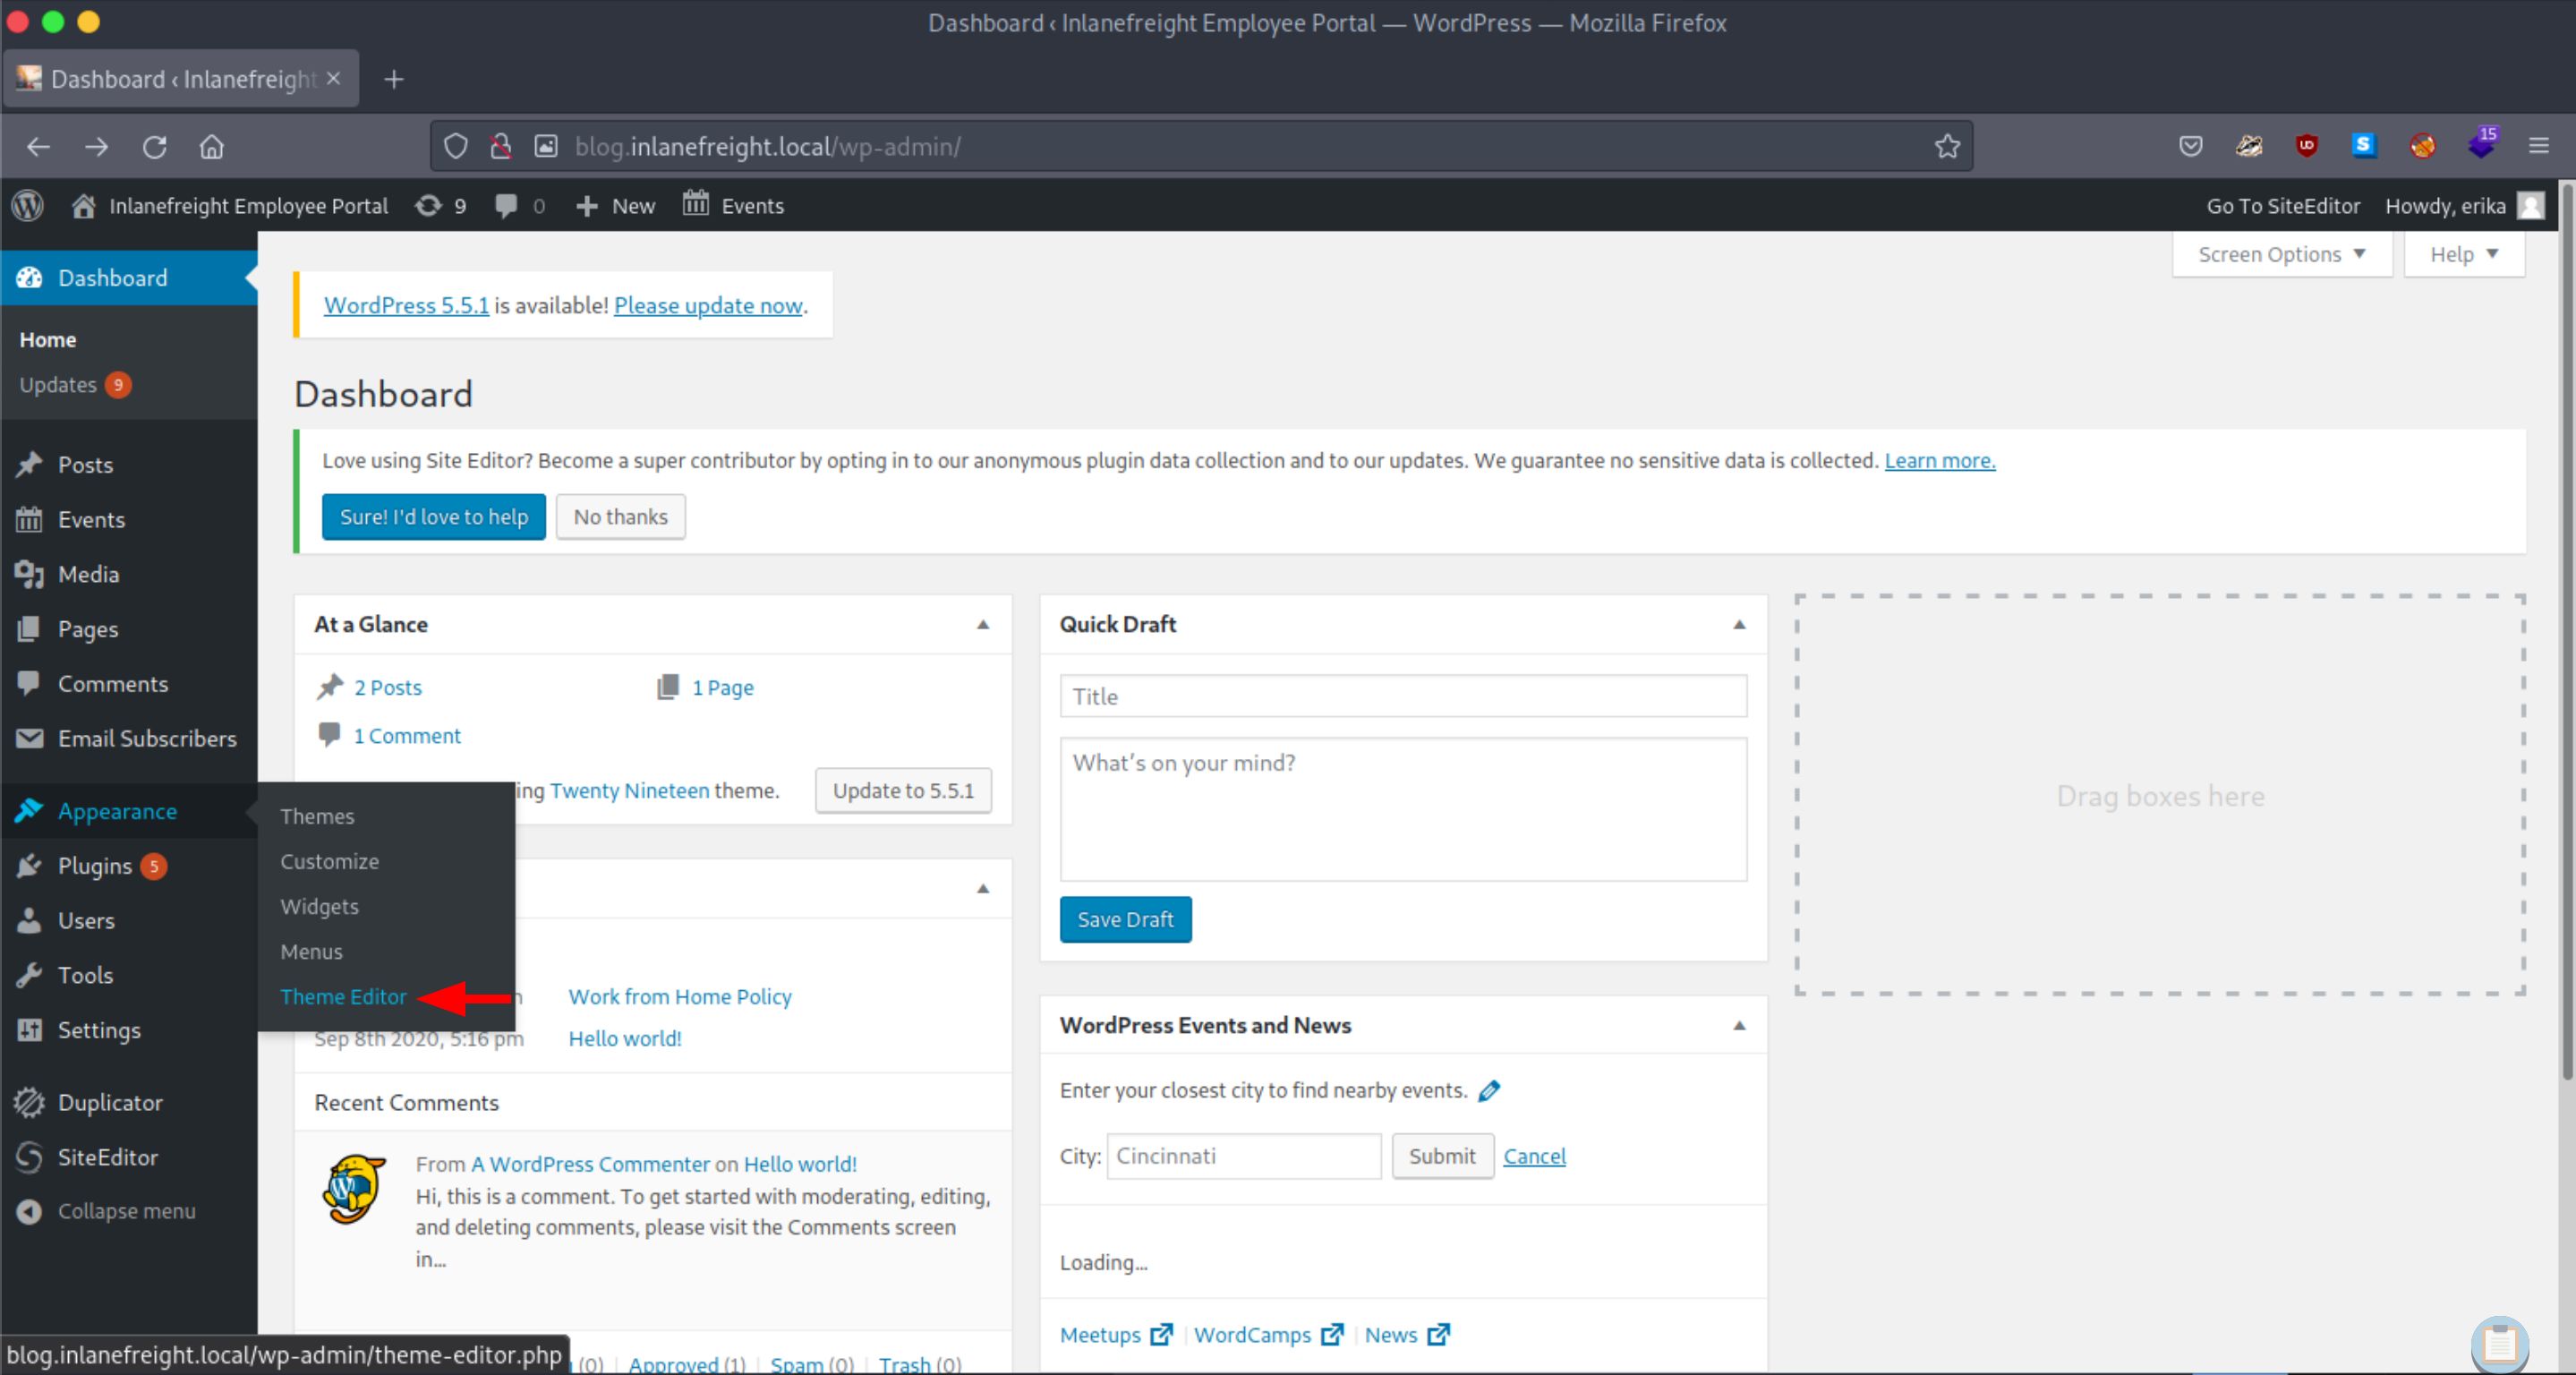 Dashboard ‹ Inlanefreight Employee Portal — WordPress — Mozilla Firefox
Dashboard ‹ Inlanefreight
blog.inlanefreight.local/wp-admin/
15
Inlanefreight Employee Portal 9 0 New Events Go To SiteEditor Howdy, erika
Screen Options Help
Dashboard
Home
Updates 9
Posts
Events
Media
Pages
Comments
Email Subscribers
Appearance
Plugins 5
Users
Tools
Settings
Duplicator
SiteEditor
Collapse menu
Themes
Customize
Widgets
Menus
Theme Editor
WordPress 5.5.1 is available! Please update now.
Dashboard
Love using Site Editor? Become a super contributor by opting in to our anonymous plugin data collection and to our updates. We guarantee no sensitive data is collected. Learn more.
Sure! I'd love to help No thanks
At a Glance
2 Posts 1 Page
1 Comment
Twenty Nineteen theme. Update to 5.5.1
Work from Home Policy
Sep 8th 2020, 5:16 pm Hello world!
Recent Comments
From A WordPress Commenter on Hello world!
Hi, this is a comment. To get started with moderating, editing,
and deleting comments, please visit the Comments screen
in...
(0) | Approved (1) | Spam (0) | Trash (0)
Quick Draft
Title
What's on your mind?
Save Draft
WordPress Events and News
Enter your closest city to find nearby events.
City: Cincinnati Submit Cancel
Loading...
Meetups | WordCamps | News
Drag boxes here
blog.inlanefreight.local/wp-admin/theme-editor.php